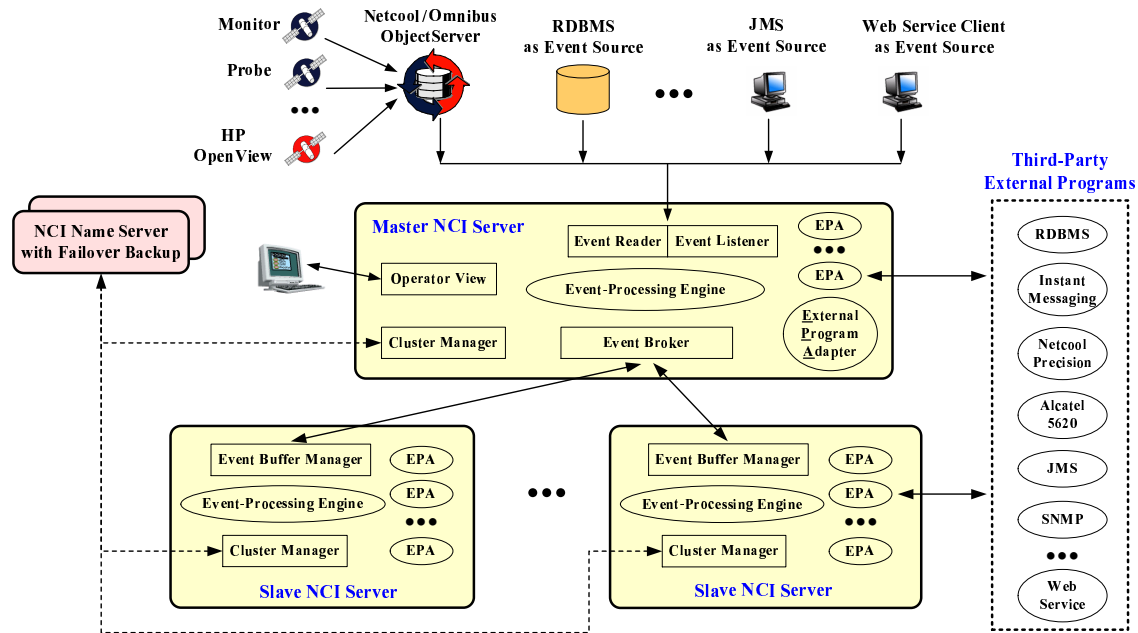 Monitor
Probe
HP
OpenView
Netcool/Omnibus
ObjectServer
RDBMS
as Event Source
JMS
as Event Source
Web Service Client
as Event Source
NCI Name Server
with Failover Backup
Master NCI Server
Event Reader
Event Listener
EPA
EPA
Operator View
Event-Processing Engine
External
Program
Adapter
Cluster Manager
Event Broker
Third-Party
External Programs
RDBMS
Instant
Messaging
Netcool
Precision
Alcatel
5620
JMS
SNMP
Web
Service
Event Buffer Manager
EPA
Event-Processing Engine
EPA
Cluster Manager
EPA
Slave NCI Server
Event Buffer Manager
EPA
Event-Processing Engine
EPA
Cluster Manager
EPA
Slave NCI Server